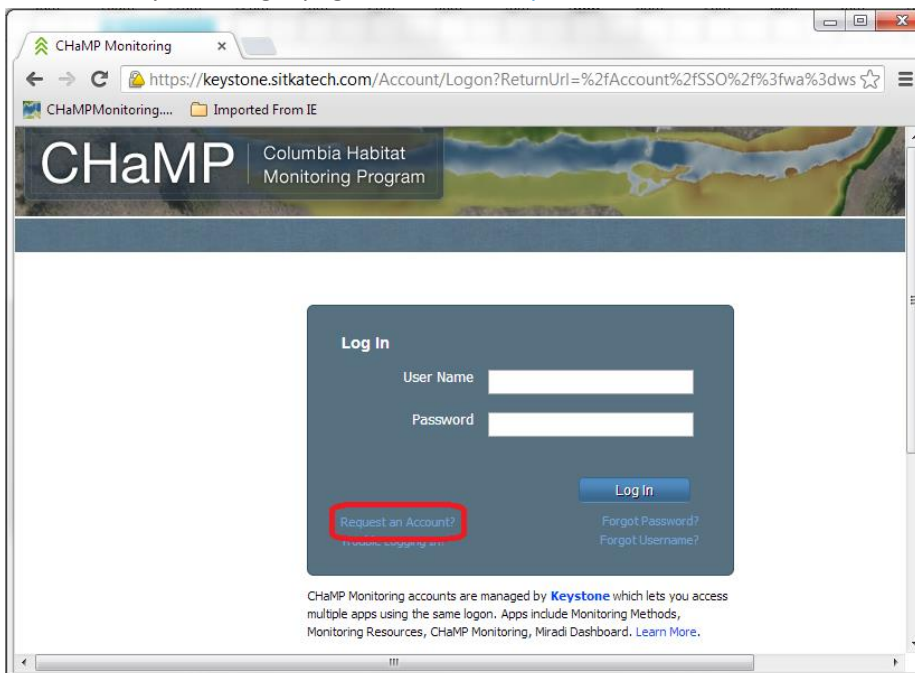 CHaMP Monitoring
https://keystone.sitkatech.com/Account/Logon?ReturnUrl=%2fAccount%2fSSO%2f%3fwa%3dws
CHaMPMonitoring.... Imported From IE
CHaMP Columbia Habitat
Monitoring Program
Log In
User Name
Password
Log In
Request an Account? Forgot Password?
Trouble Logging In? Forgot Username?
CHaMP Monitoring accounts are managed by Keystone which lets you access
multiple apps using the same logon. Apps include Monitoring Methods,
Monitoring Resources, CHaMP Monitoring, Miradi Dashboard. Learn More.